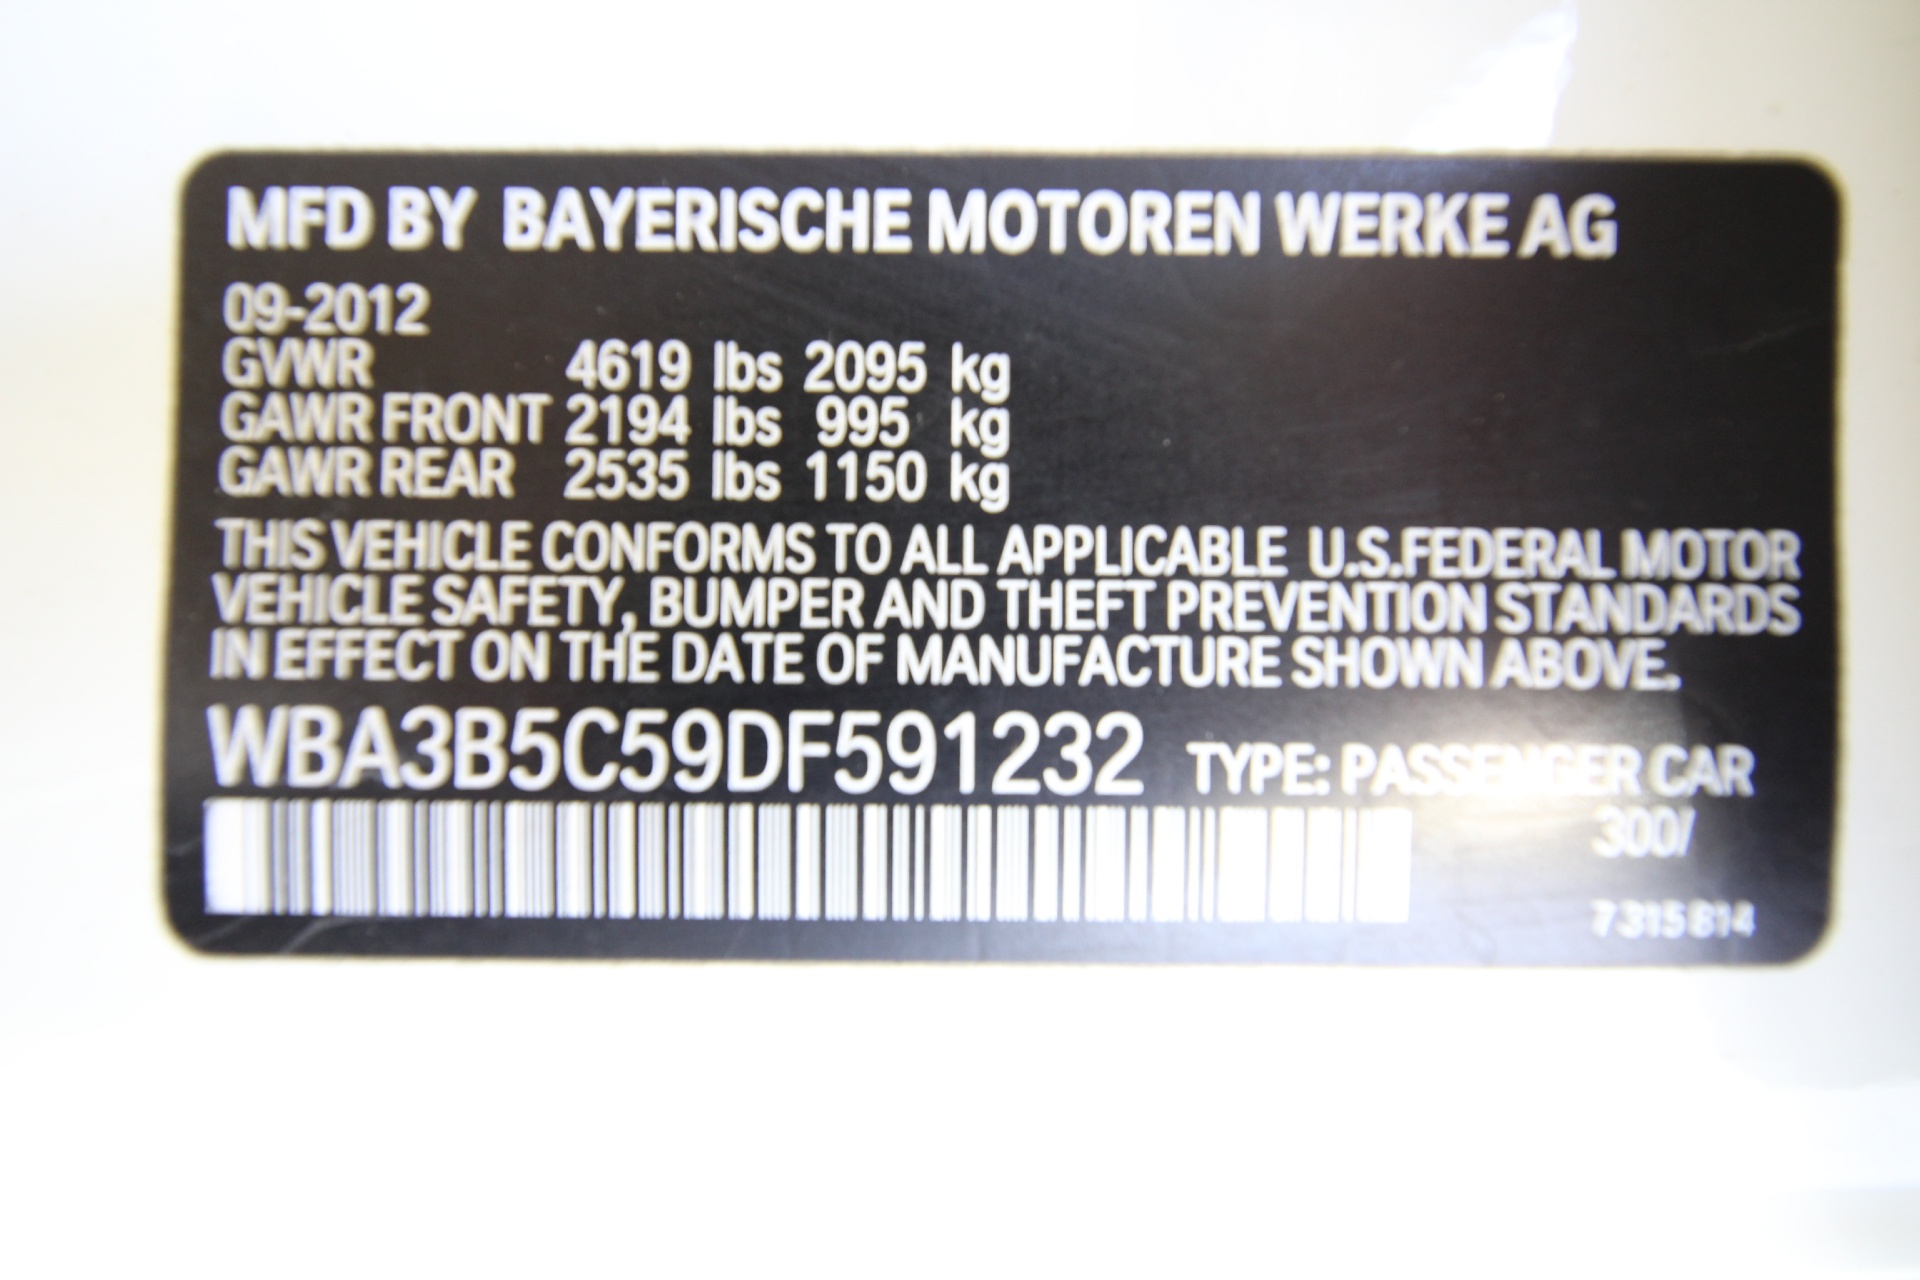 MFD BY BAYERISCHE MOTOREN WERKE AG
09-2012
GVWR 4619 lbs 2095 kg
GAWR FRONT 2194 lbs 995 kg
GAWR REAR 2535 lbs 1150 kg
THIS VEHICLE CONFORMS TO ALL APPLICABLE U.S.FEDERAL MOTOR
VEHICLE SAFETY, BUMPER AND THEFT PREVENTION STANDARDS
IN EFFECT ON THE DATE OF MANUFACTURE SHOWN ABOVE.
WBA3B5C59DF591232 TYPE: PASSENGER CAR
300/
7315814